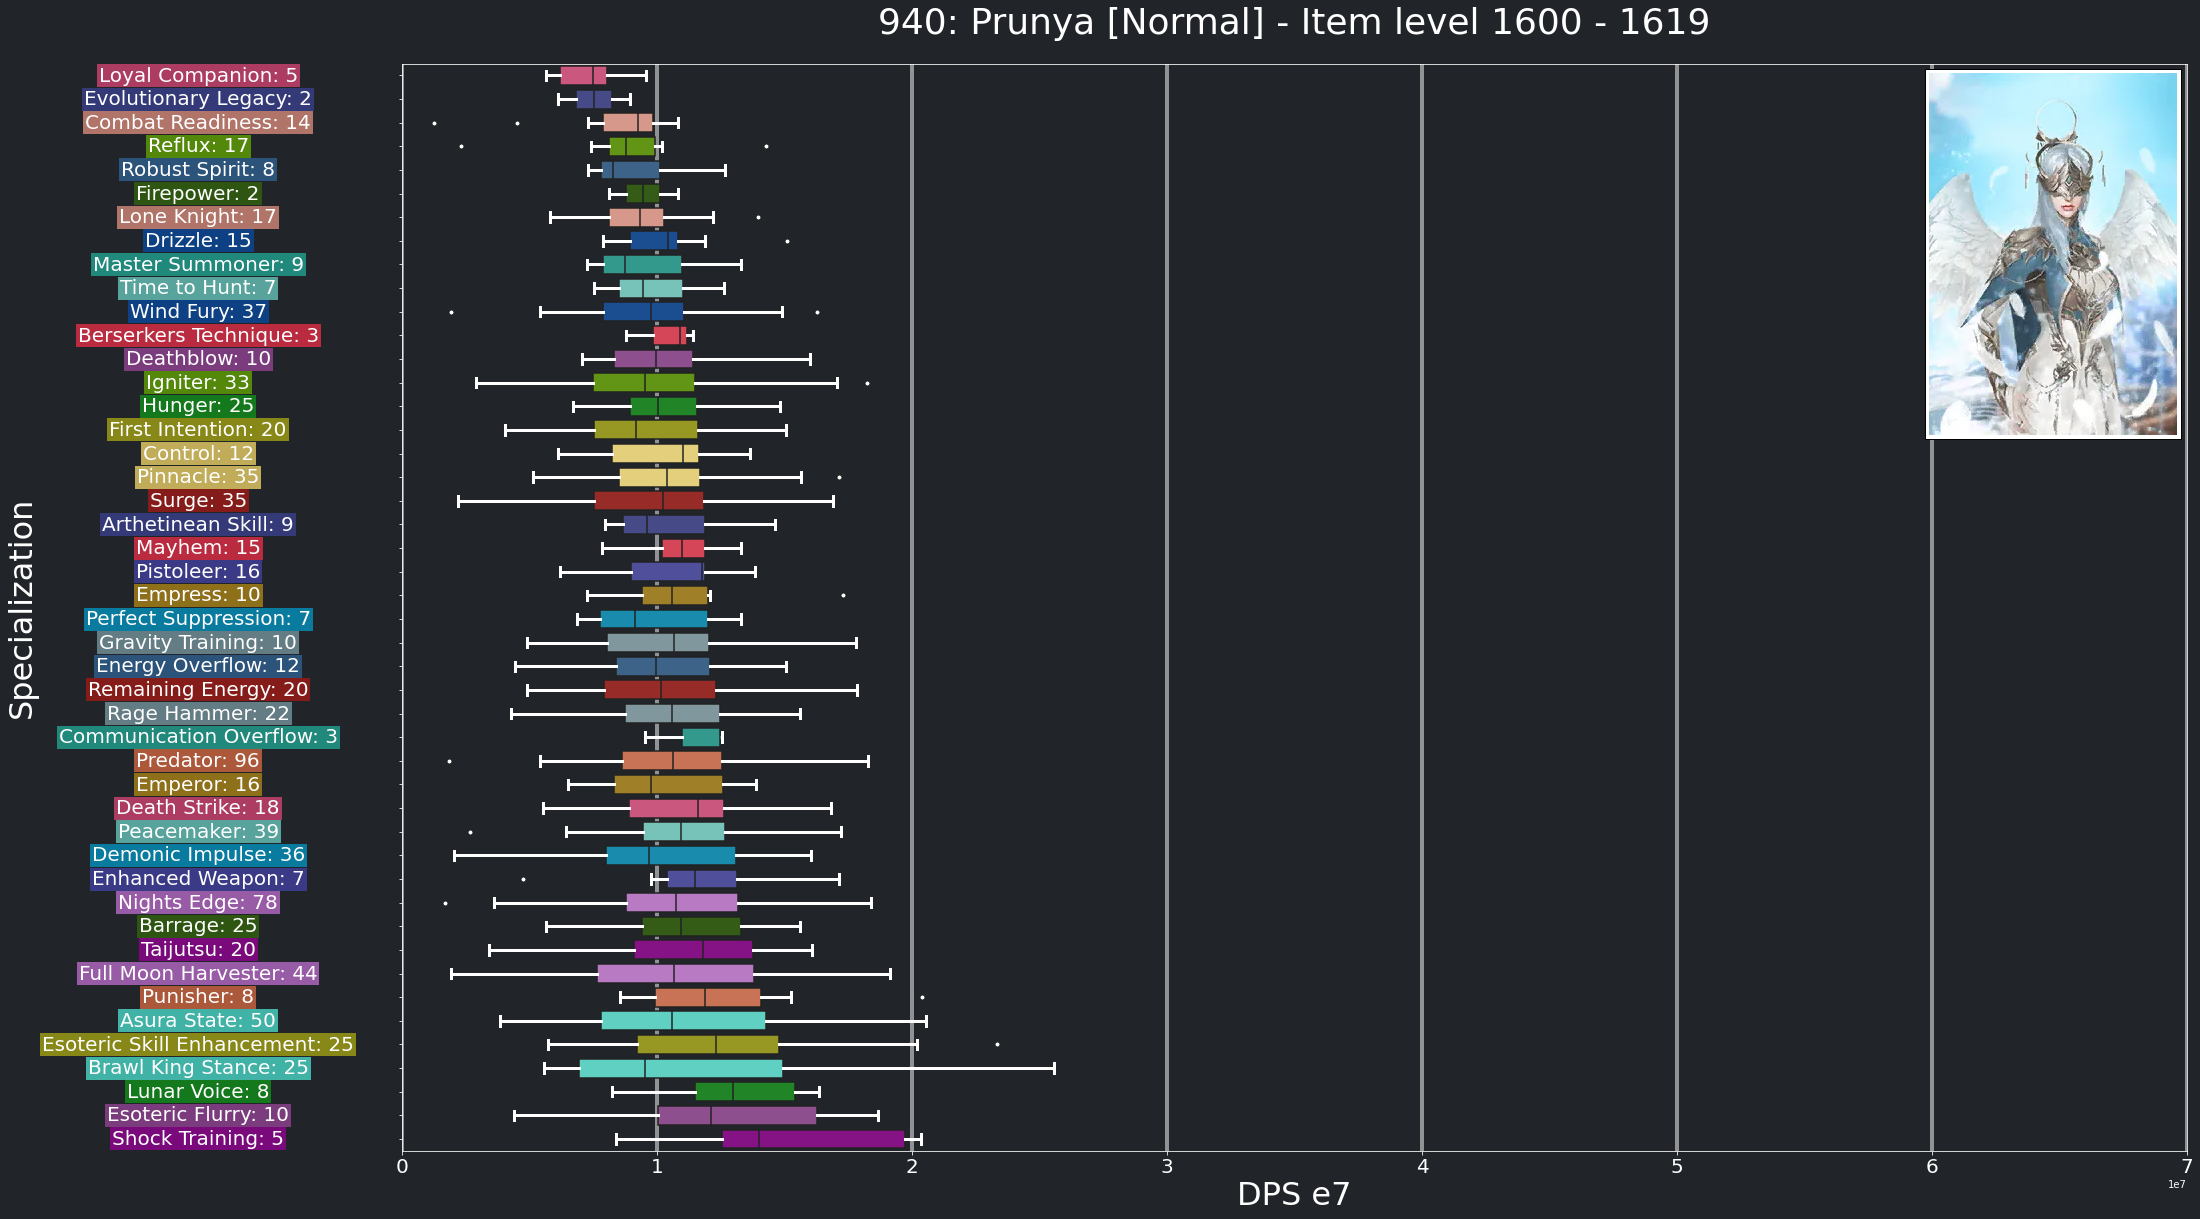 940: Prunya [Normal] - Item level 1600 - 1619
Specialization
Loyal Companion: 5
Evolutionary Legacy: 2
Combat Readiness: 14
Reflux: 17
Robust Spirit: 8
Firepower: 2
Lone Knight: 17
Drizzle: 15
Master Summoner: 9
Time to Hunt: 7
Wind Fury: 37
Berserkers Technique: 3
Deathblow: 10
Igniter: 33
Hunger: 25
First Intention: 20
Control: 12
Pinnacle: 35
Surge: 35
Arthetinean Skill: 9
Mayhem: 15
Pistoleer: 16
Empress: 10
Perfect Suppression: 7
Gravity Training: 10
Energy Overflow: 12
Remaining Energy: 20
Rage Hammer: 22
Communication Overflow: 3
Predator: 96
Emperor: 16
Death Strike: 18
Peacemaker: 39
Demonic Impulse: 36
Enhanced Weapon: 7
Nights Edge: 78
Barrage: 25
Taijutsu: 20
Full Moon Harvester: 44
Punisher: 8
Asura State: 50
Esoteric Skill Enhancement: 25
Brawl King Stance: 25
Lunar Voice: 8
Esoteric Flurry: 10
Shock Training: 5
0 1 2 3 4 5 6 7
1e7
DPS e7